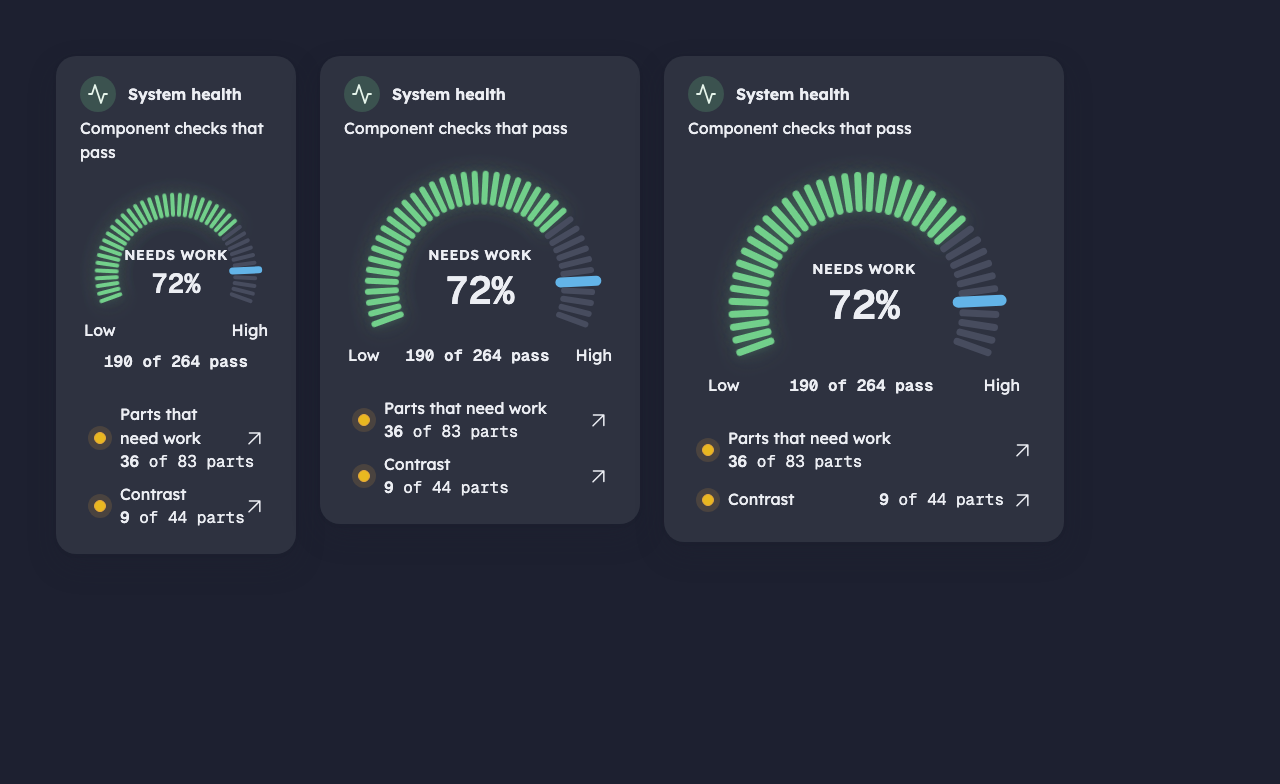 System health
Component checks that
pass
NEEDS WORK
72%
Low
High
190 of 264 pass
Parts that
need work
36 of 83 parts
Contrast
9 of 44 parts
System health
Component checks that pass
NEEDS WORK
72%
Low 190 of 264 pass High
Parts that need work
36 of 83 parts
Contrast
9 of 44 parts
System health
Component checks that pass
NEEDS WORK
72%
Low 190 of 264 pass High
Parts that need work
36 of 83 parts
Contrast 9 of 44 parts